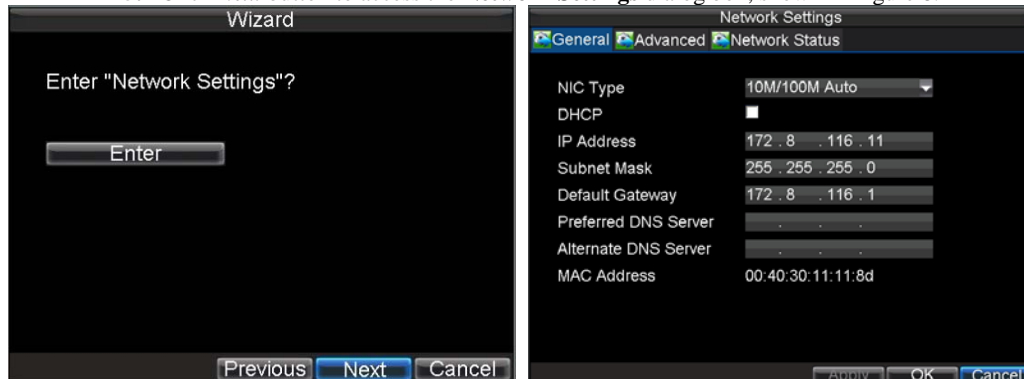 Wizard
Enter "Network Settings"?
Enter
Previous Next Cancel
Network Settings
General Advanced Network Status
NIC Type 10M/100M Auto
DHCP
IP Address 172 . 8 . 116 . 11
Subnet Mask 255 . 255 . 255 . 0
Default Gateway 172 . 8 . 116 . 1
Preferred DNS Server . . .
Alternate DNS Server . . .
MAC Address 00:40:30:11:11:8d
Apply OK Cancel